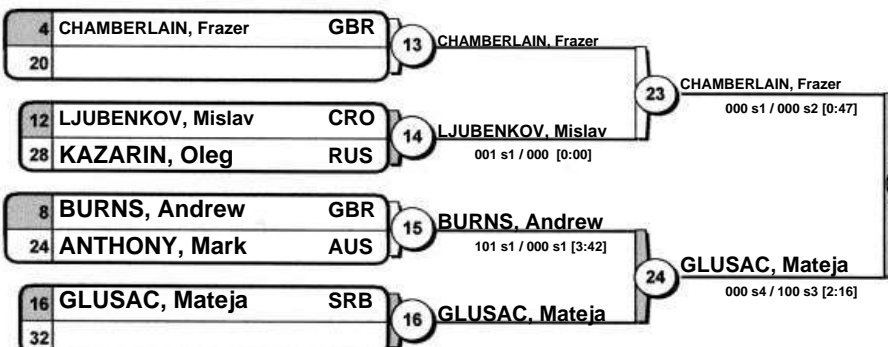 4 CHAMBERLAIN, Frazer GBR
20
13
CHAMBERLAIN, Frazer
12 LJUBENKOV, Mislav CRO
28 KAZARIN, Oleg RUS
14
LJUBENKOV, Mislav
001 s1 / 000 [0:00]
23
CHAMBERLAIN, Frazer
000 s1 / 000 s2 [0:47]
8 BURNS, Andrew GBR
24 ANTHONY, Mark AUS
15
BURNS, Andrew
101 s1 / 000 s1 [3:42]
16 GLUSAC, Mateja SRB
32
16
GLUSAC, Mateja
24
GLUSAC, Mateja
000 s4 / 100 s3 [2:16]